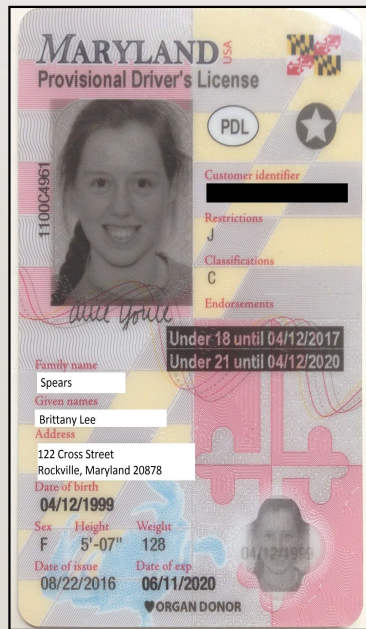 MARYLAND USA
Provisional Driver's License
PDL
1100C4961
Customer identifier
Restrictions
J
Classifications
C
Endorsements
Under 18 until 04/12/2017
Under 21 until 04/12/2020
Family name
Spears
Given names
Brittany Lee
Address
122 Cross Street
Rockville, Maryland 20878
Date of birth
04/12/1999
Sex Height Weight
F 5'-07" 128
04/12/1999
Date of issue Date of exp
08/22/2016 06/11/2020
ORGAN DONOR